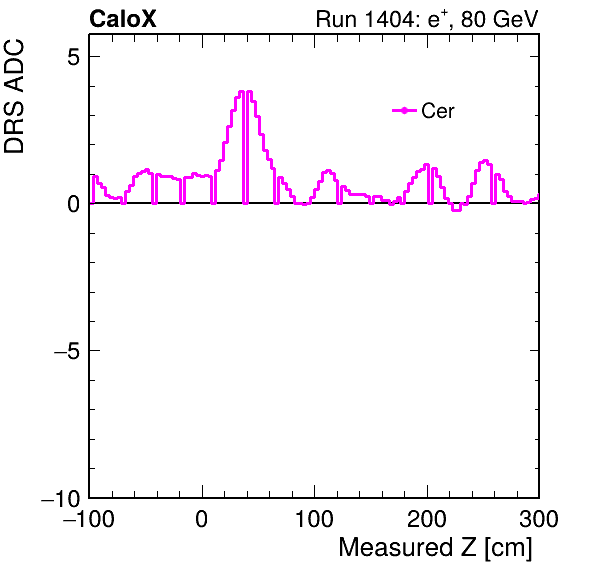 CaloX
Run 1404: e+, 80 GeV
DRS ADC
Cer
5
0
−5
−10
−100 0 100 200 300
Measured Z [cm]